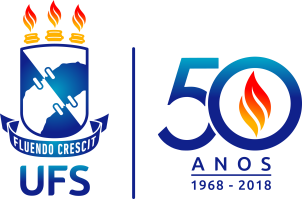 FLUENDO CRESCIT
UFS
50
ANOS
1968 - 2018